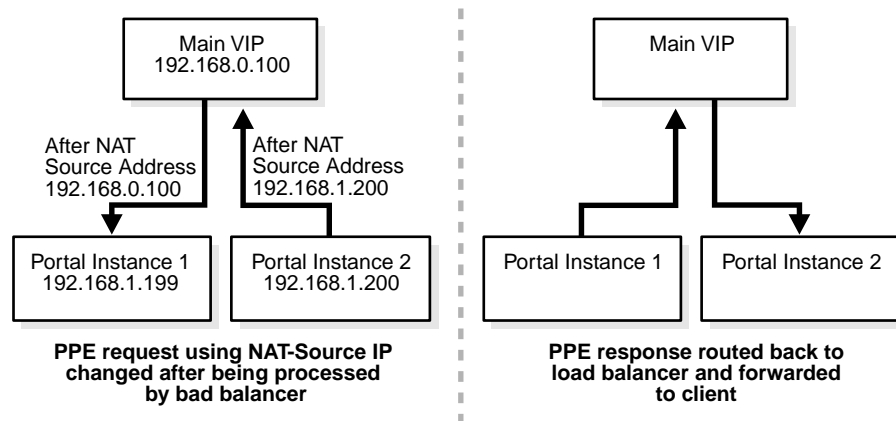 Main VIP
192.168.0.100
After NAT
Source Address
192.168.0.100
After NAT
Source Address
192.168.1.200
Portal Instance 1
192.168.1.199
Portal Instance 2
192.168.1.200
PPE request using NAT-Source IP
changed after being processed
by bad balancer
Main VIP
Portal Instance 1
Portal Instance 2
PPE response routed back to
load balancer and forwarded
to client